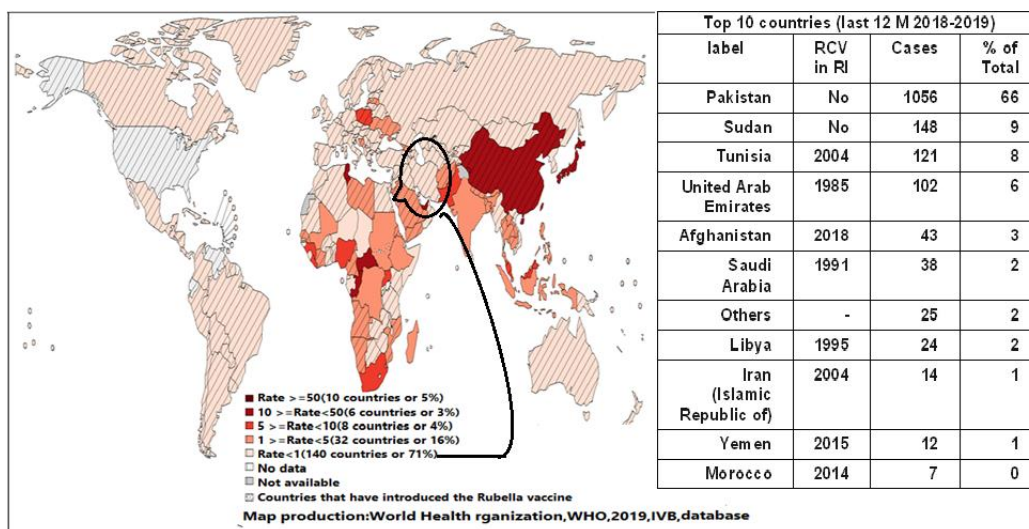 Top 10 countries (last 12 M 2018-2019)
label RCV in RI Cases % of Total
Pakistan No 1056 66
Sudan No 148 9
Tunisia 2004 121 8
United Arab Emirates 1985 102 6
Afghanistan 2018 43 3
Saudi Arabia 1991 38 2
Others - 25 2
Libya 1995 24 2
Iran (Islamic Republic of) 2004 14 1
Yemen 2015 12 1
Morocco 2014 7 0
Rate >=50(10 countries or 5%)
10 >=Rate<50(6 countries or 3%)
5 >=Rate<10(8 countries or 4%)
1 >=Rate<5(32 countries or 16%)
Rate<1(140 countries or 71%)
No data
Not available
Countries that have introduced the Rubella vaccine
Map production:World Health rganization,WHO,2019,IVB,database